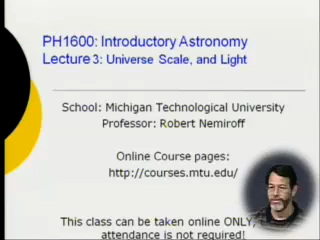 PH1600: Introductory Astronomy
Lecture 3: Universe Scale, and Light
School: Michigan Technological University
Professor: Robert Nemiroff
Online Course pages:
http://courses.mtu.edu/
This class can be taken online ONLY,
attendance is not required!